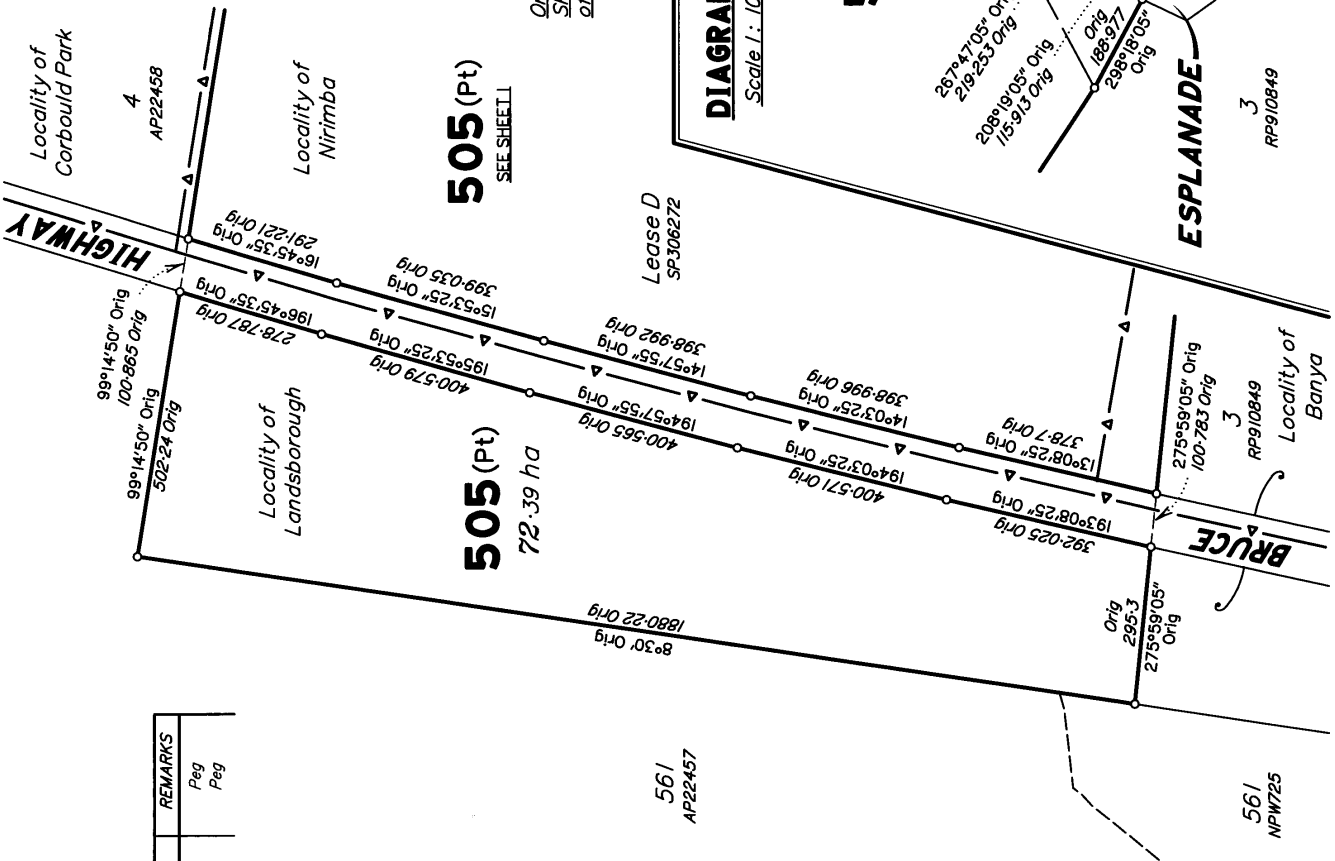 Locality of
Corbould Park
4
AP22458
HIGHWAY
Locality of
Nirimba
505 (Pt)
SEE SHEET 1
Lease D
SP306272
DIAGRA
Scale 1 : 10
267°47'05" Ori
219·253 Orig
208°19'05" Orig
115·913 Orig
Orig
188·977
298°18'05"
Orig
ESPLANADE
3
RP910849
99°14'50" Orig
100·865 Orig
99°14'50" Orig
502·24 Orig
Locality of
Landsborough
505 (Pt)
72·39 ha
16°45'35" Orig
291·221 Orig
15°53'25" Orig
399·035 Orig
14°57'55" Orig
398·992 Orig
14°03'25" Orig
398·996 Orig
13°08'25" Orig
378·7 Orig
196°45'35" Orig
278·787 Orig
195°53'25" Orig
400·579 Orig
194°57'55" Orig
400·565 Orig
194°03'25" Orig
400·571 Orig
193°08'25" Orig
392·025 Orig
8°30' Orig
1880·22 Orig
Orig
295·3
275°59'05"
Orig
275°59'05" Orig
100·783 Orig
3
RP910849
Locality of
Banya
BRUCE
REMARKS
Peg
Peg
561
AP22457
561
NPW725